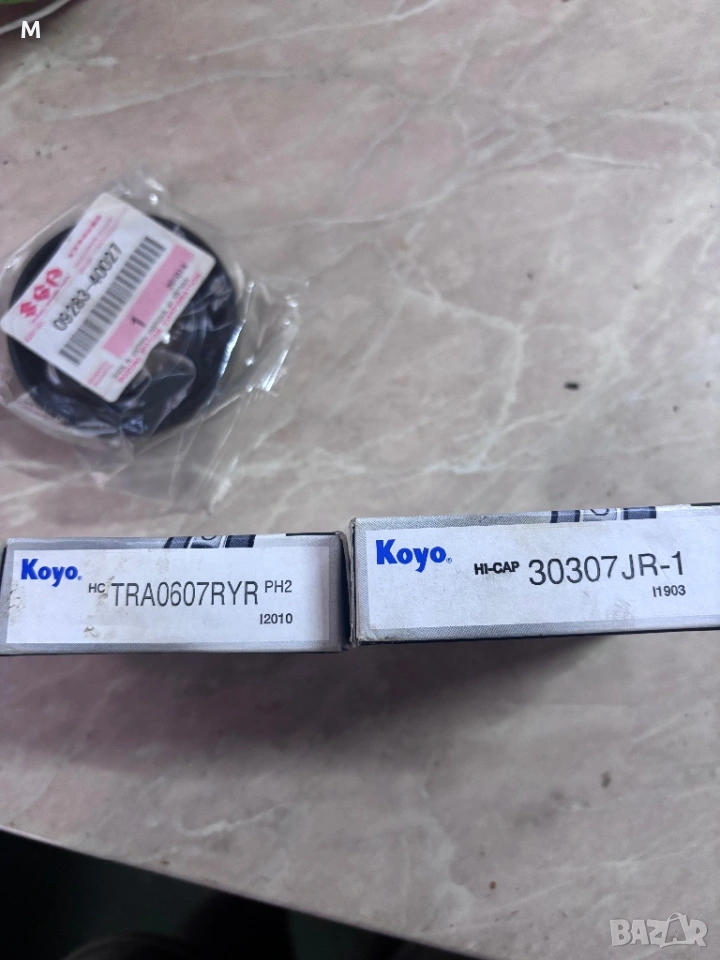 M
09283-40027
1
Koyo® HC TRA0607RYR PH2
I2010
Koyo® HI-CAP 30307JR-1
I1903
BAZAR